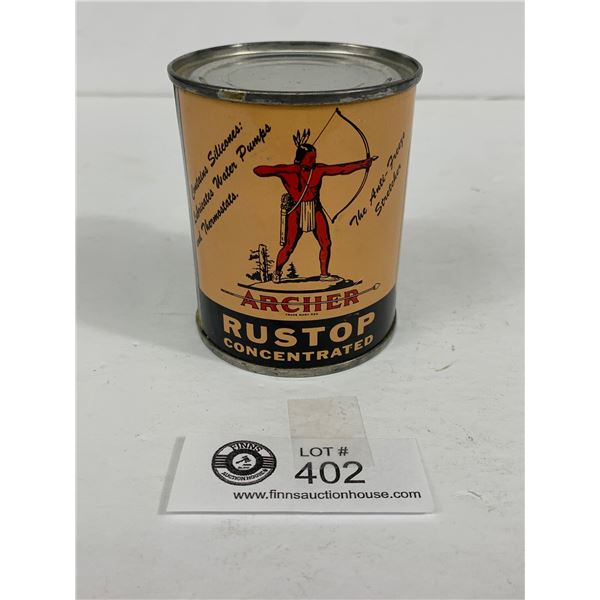 Contains Silicones:
Lubricates Water Pumps
and Thermostats.
The Anti-Freeze
Stretcher
ARCHER
TRADE MARK REG
RUSTOP
CONCENTRATED
FINNS
AUCTION HOUSE
LOT #
402
www.finnsauctionhouse.com